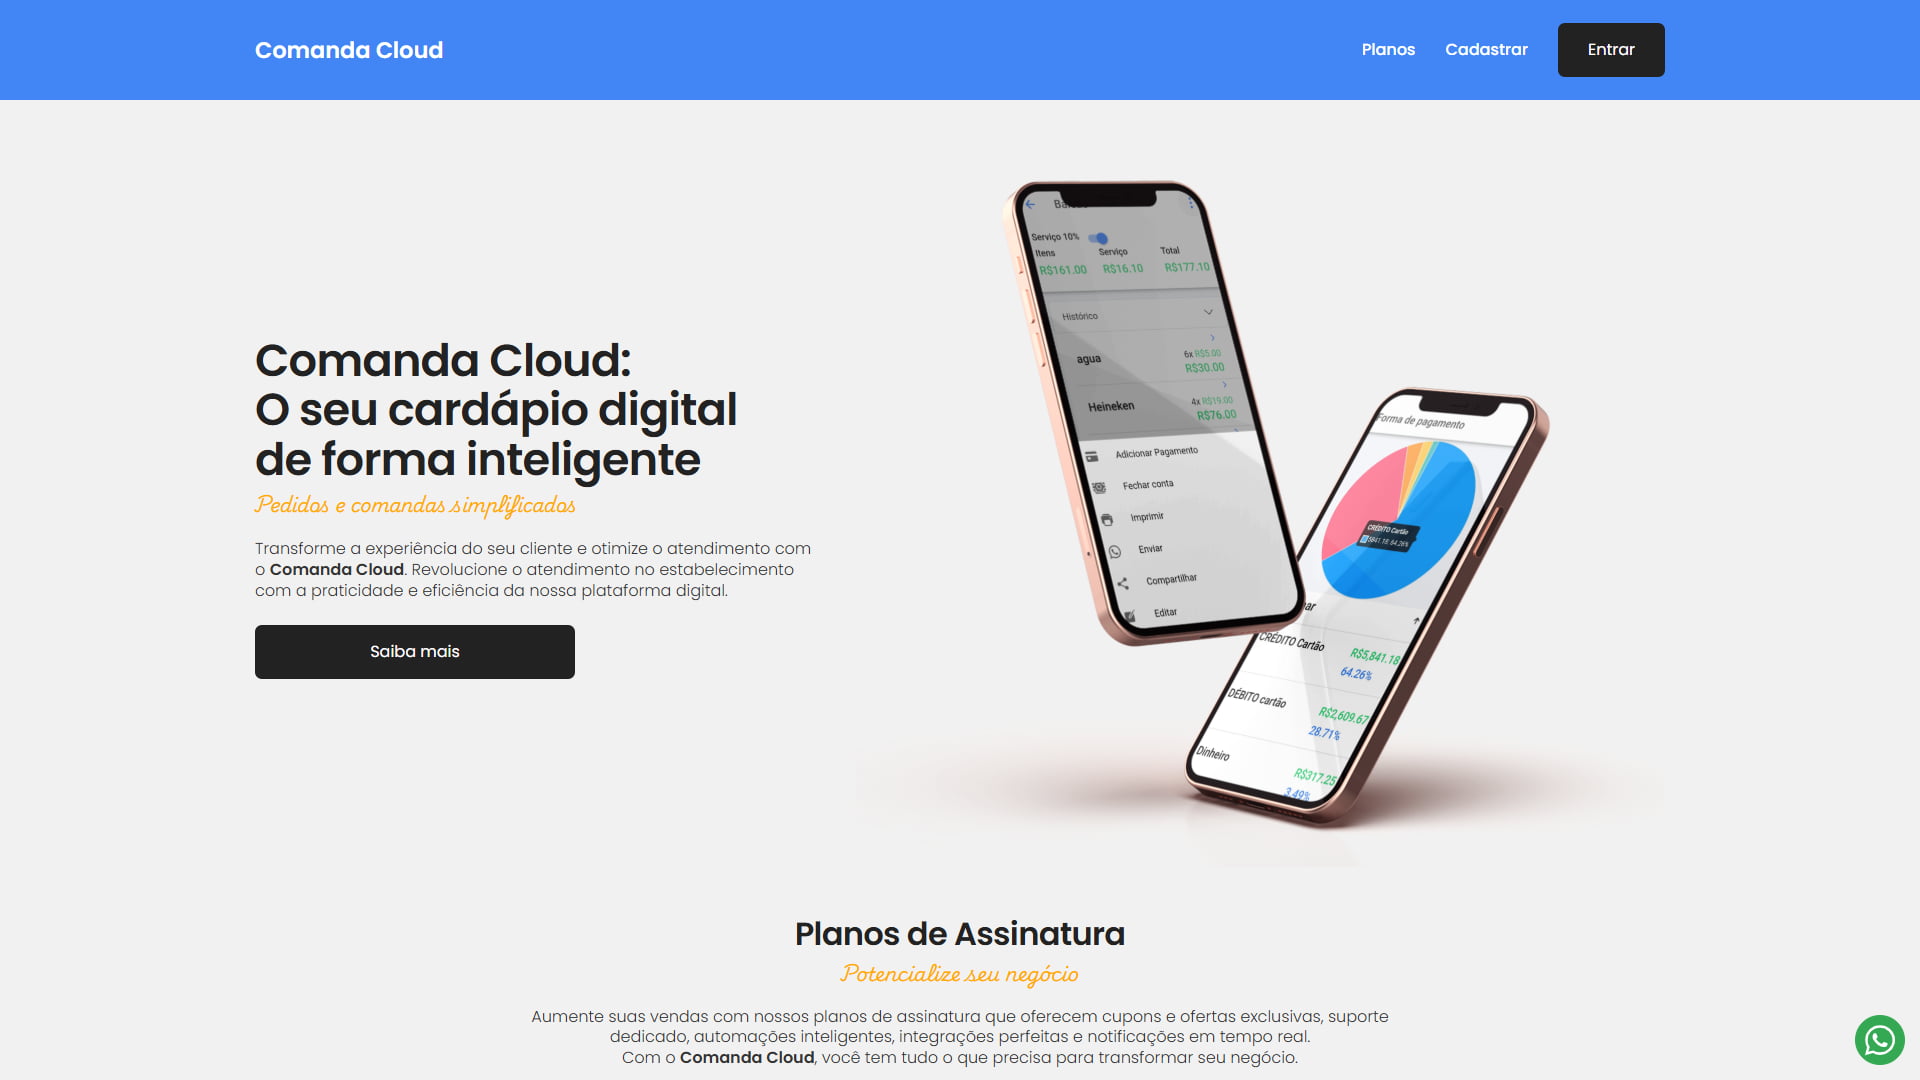 Comanda Cloud
Planos
Cadastrar
Entrar
Comanda Cloud:
O seu cardápio digital
de forma inteligente
Pedidos e comandas simplificados
Transforme a experiência do seu cliente e otimize o atendimento com
o Comanda Cloud. Revolucione o atendimento no estabelecimento
com a praticidade e eficiência da nossa plataforma digital.
Saiba mais
Serviço 10%
Itens Serviço Total
R$161.00 R$16.10 R$177.10
Histórico
agua 6x R$5.00
R$30.00
Heineken 4x R$19.00
R$76.00
Adicionar Pagamento
Fechar conta
Imprimir
Enviar
Compartilhar
Editar
Forma de pagamento
CRÉDITO Cartão
5841.18: 64.26%
CRÉDITO Cartão R$5,841.18
64.26%
DÉBITO cartão R$2,609.67
28.71%
Dinheiro R$317.25
3.49%
Planos de Assinatura
Potencialize seu negócio
Aumente suas vendas com nossos planos de assinatura que oferecem cupons e ofertas exclusivas, suporte
dedicado, automações inteligentes, integrações perfeitas e notificações em tempo real.
Com o Comanda Cloud, você tem tudo o que precisa para transformar seu negócio.